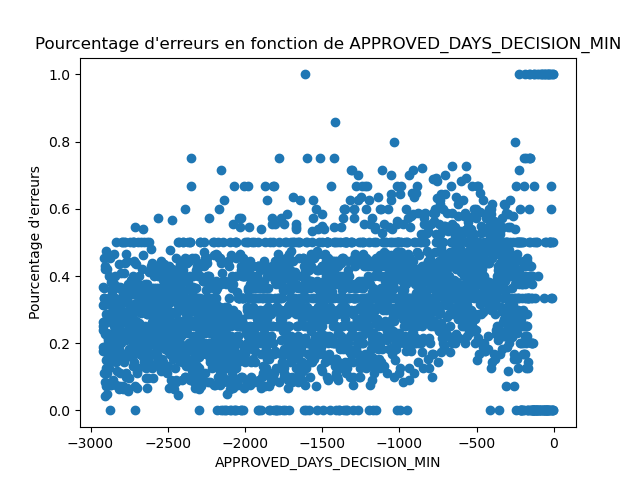 Pourcentage d'erreurs en fonction de APPROVED_DAYS_DECISION_MIN
1.0
0.8
0.6
0.4
0.2
0.0
Pourcentage d'erreurs
−3000 −2500 −2000 −1500 −1000 −500 0
APPROVED_DAYS_DECISION_MIN